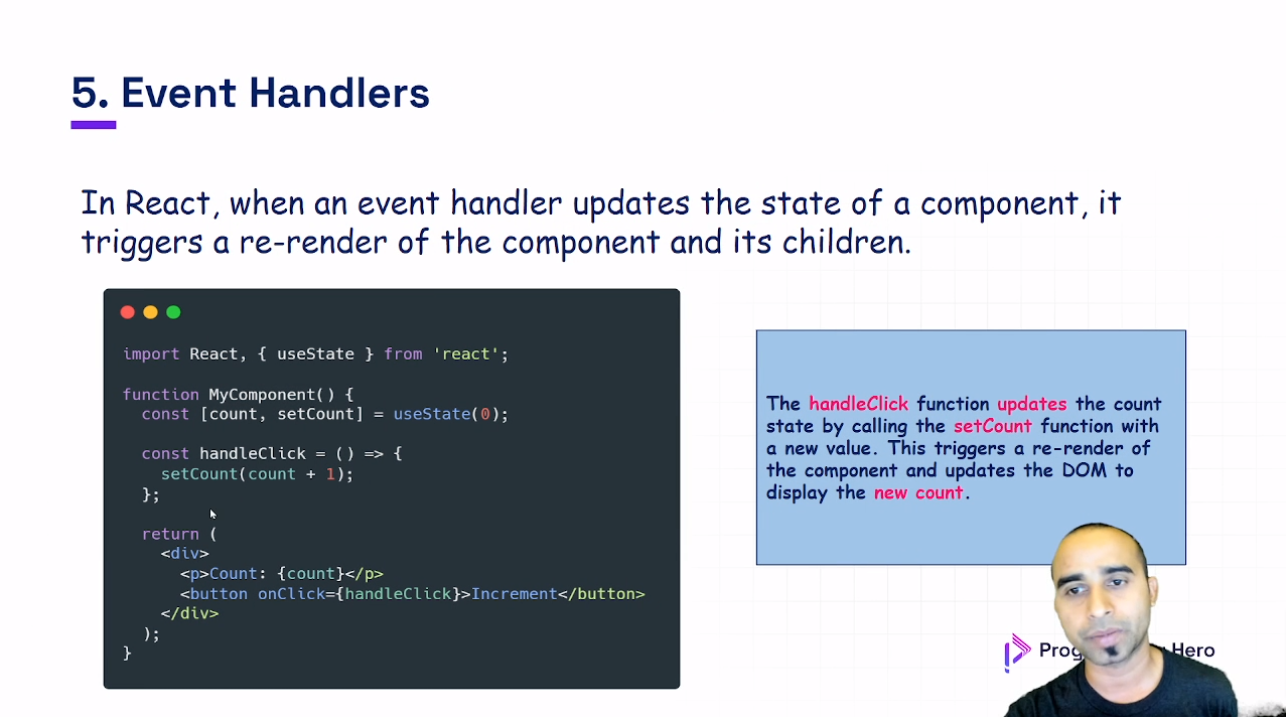 5. Event Handlers
In React, when an event handler updates the state of a component, it
triggers a re-render of the component and its children.
import React, { useState } from 'react';
function MyComponent() {
const [count, setCount] = useState(0);
const handleClick = () => {
setCount(count + 1);
};
return (
<div>
<p>Count: {count}</p>
<button onClick={handleClick}>Increment</button>
</div>
);
}
The handleClick function updates the count
state by calling the setCount function with
a new value. This triggers a re-render of
the component and updates the DOM to
display the new count.
Hero